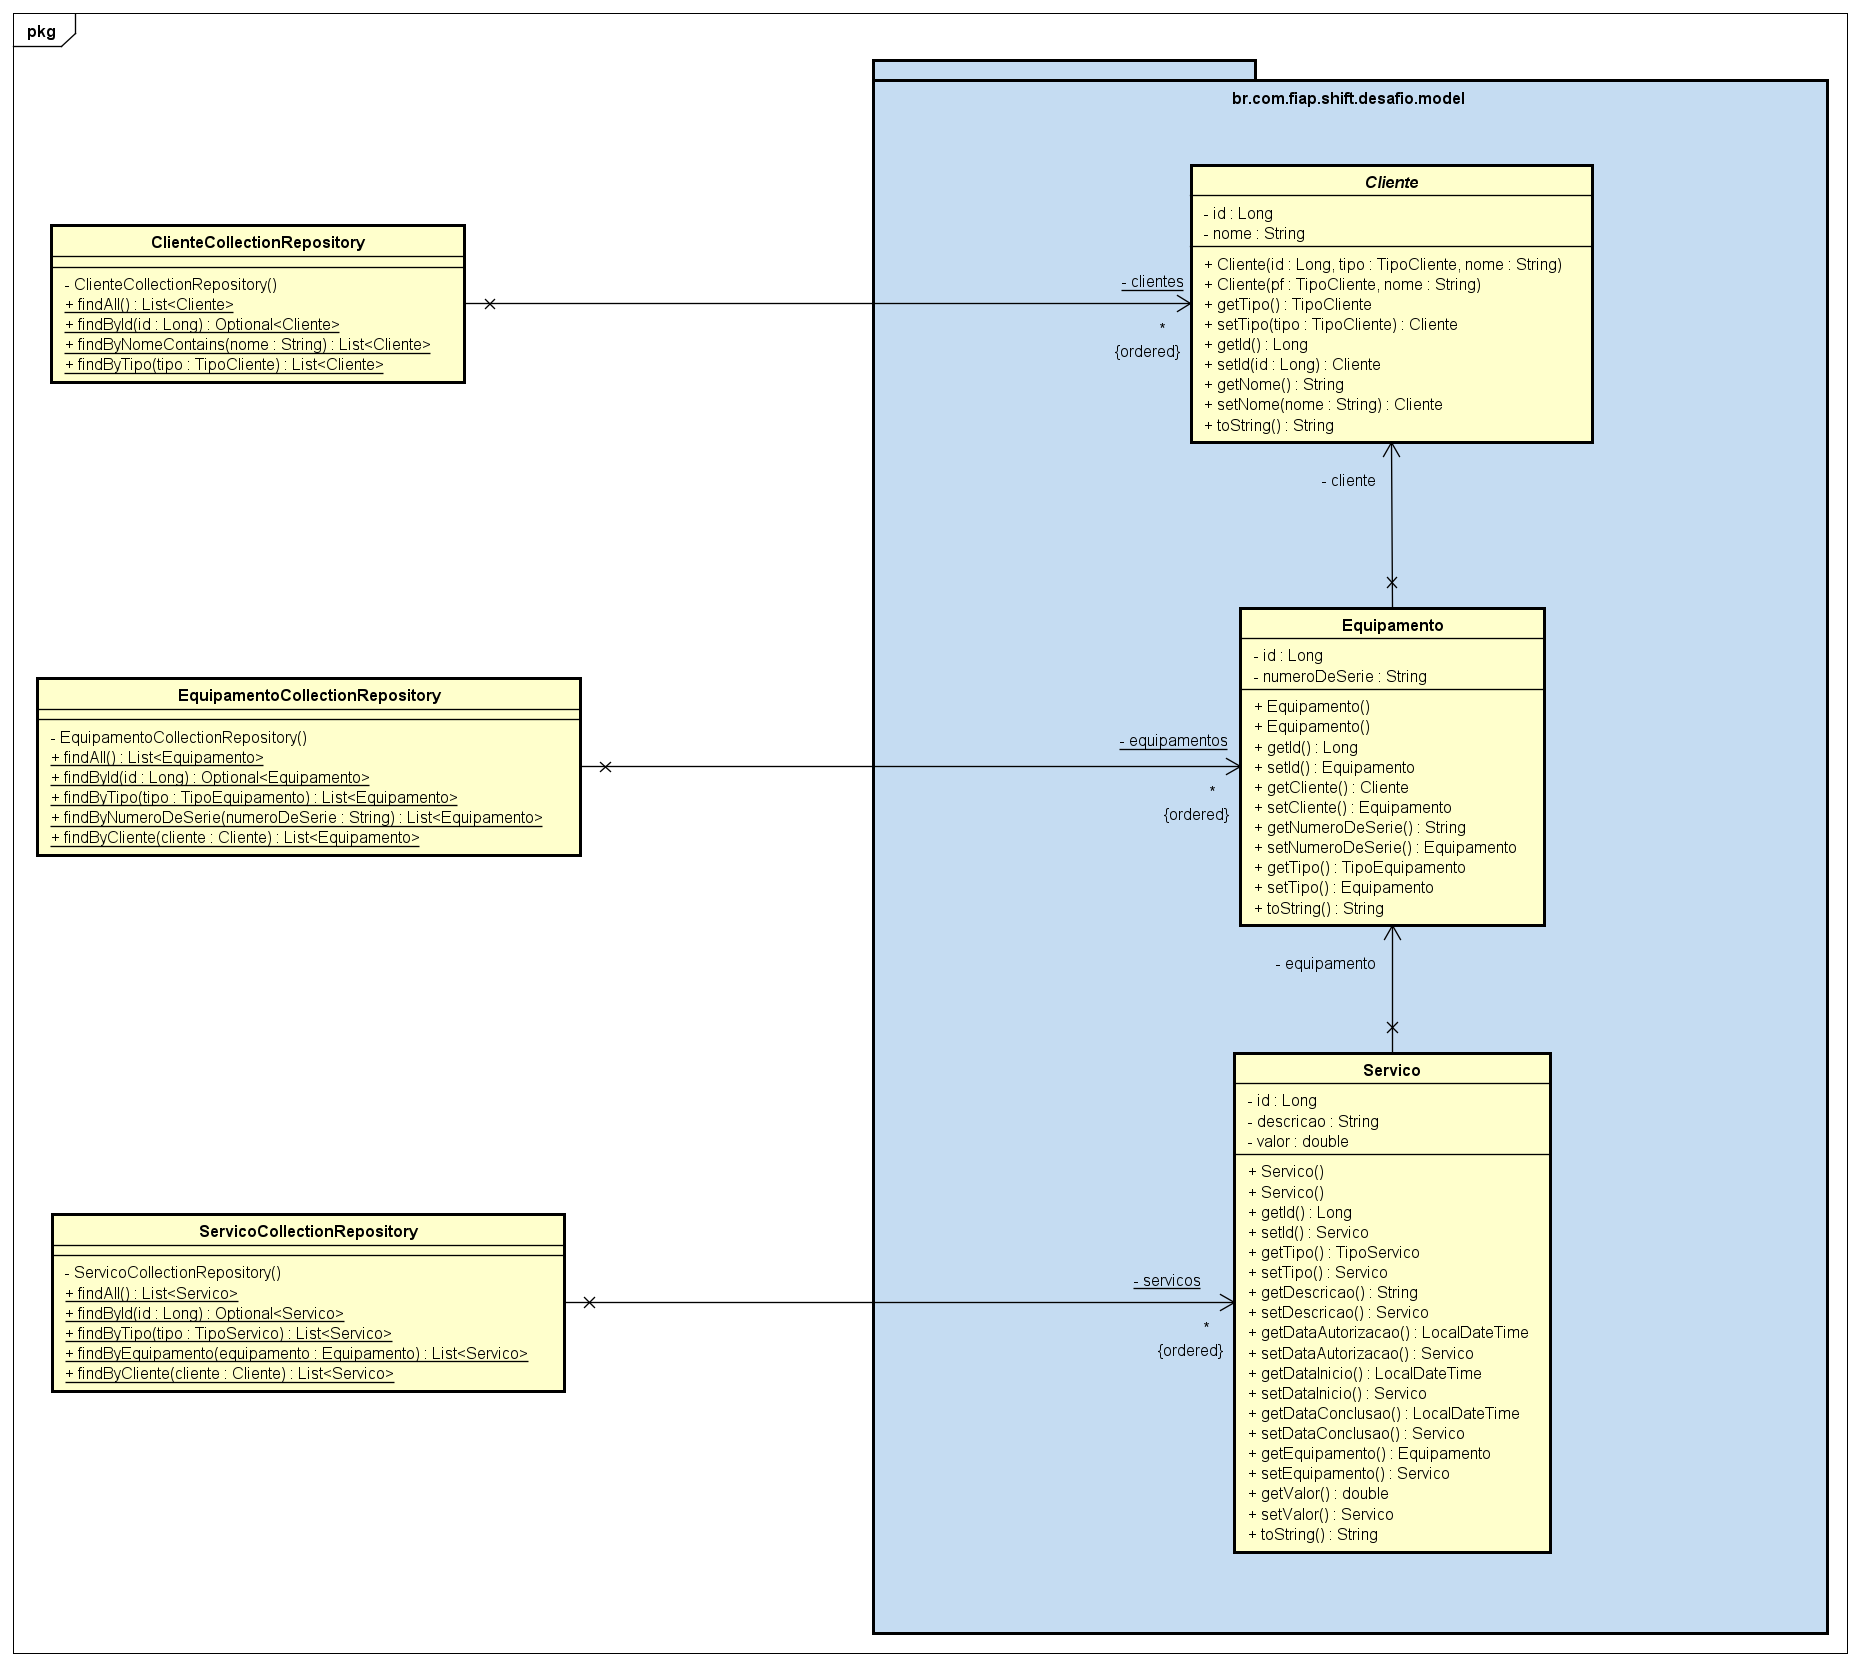 pkg
br.com.fiap.shift.desafio.model
Cliente
- id : Long
- nome : String
+ Cliente(id : Long, tipo : TipoCliente, nome : String)
+ Cliente(pf : TipoCliente, nome : String)
+ getTipo() : TipoCliente
+ setTipo(tipo : TipoCliente) : Cliente
+ getId() : Long
+ setId(id : Long) : Cliente
+ getNome() : String
+ setNome(nome : String) : Cliente
+ toString() : String
ClienteCollectionRepository
- ClienteCollectionRepository()
+ findAll() : List<Cliente>
+ findById(id : Long) : Optional<Cliente>
+ findByNomeContains(nome : String) : List<Cliente>
+ findByTipo(tipo : TipoCliente) : List<Cliente>
- clientes
*
{ordered}
- cliente
Equipamento
- id : Long
- numeroDeSerie : String
+ Equipamento()
+ Equipamento()
+ getId() : Long
+ setId() : Equipamento
+ getCliente() : Cliente
+ setCliente() : Equipamento
+ getNumeroDeSerie() : String
+ setNumeroDeSerie() : Equipamento
+ getTipo() : TipoEquipamento
+ setTipo() : Equipamento
+ toString() : String
EquipamentoCollectionRepository
- EquipamentoCollectionRepository()
+ findAll() : List<Equipamento>
+ findById(id : Long) : Optional<Equipamento>
+ findByTipo(tipo : TipoEquipamento) : List<Equipamento>
+ findByNumeroDeSerie(numeroDeSerie : String) : List<Equipamento>
+ findByCliente(cliente : Cliente) : List<Equipamento>
- equipamentos
*
{ordered}
- equipamento
Servico
- id : Long
- descricao : String
- valor : double
+ Servico()
+ Servico()
+ getId() : Long
+ setId() : Servico
+ getTipo() : TipoServico
+ setTipo() : Servico
+ getDescricao() : String
+ setDescricao() : Servico
+ getDataAutorizacao() : LocalDateTime
+ setDataAutorizacao() : Servico
+ getDataInicio() : LocalDateTime
+ setDataInicio() : Servico
+ getDataConclusao() : LocalDateTime
+ setDataConclusao() : Servico
+ getEquipamento() : Equipamento
+ setEquipamento() : Servico
+ getValor() : double
+ setValor() : Servico
+ toString() : String
ServicoCollectionRepository
- ServicoCollectionRepository()
+ findAll() : List<Servico>
+ findById(id : Long) : Optional<Servico>
+ findByTipo(tipo : TipoServico) : List<Servico>
+ findByEquipamento(equipamento : Equipamento) : List<Servico>
+ findByCliente(cliente : Cliente) : List<Servico>
- servicos
*
{ordered}